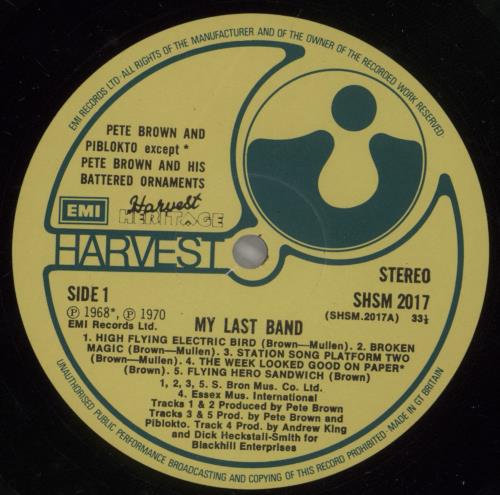 EMI RECORDS LTD · ALL RIGHTS OF THE MANUFACTURER AND OF THE OWNER OF THE RECORDED WORK RESERVED ·
PETE BROWN AND
PIBLOKTO except *
PETE BROWN AND HIS
BATTERED ORNAMENTS
EMI
Harvest
HERITAGE
HARVEST
STEREO
SIDE 1
SHSM 2017
Ⓟ 1968*, Ⓟ 1970
(SHSM.2017A) 33⅓
EMI Records Ltd.
MY LAST BAND
1. HIGH FLYING ELECTRIC BIRD (Brown—Mullen). 2. BROKEN
MAGIC (Brown—Mullen). 3. STATION SONG PLATFORM TWO
(Brown—Mullen). 4. THE WEEK LOOKED GOOD ON PAPER*
(Brown). 5. FLYING HERO SANDWICH (Brown)
1, 2, 3, 5. S. Bron Mus. Co. Ltd.
4. Essex Mus. International
Tracks 1 & 2 Produced by Pete Brown
Tracks 3 & 5 Prod. by Pete Brown and
Piblokto. Track 4 Prod. by Andrew King
and Dick Heckstall-Smith for
Blackhill Enterprises
UNAUTHORISED PUBLIC PERFORMANCE BROADCASTING AND COPYING OF THIS RECORD PROHIBITED · MADE IN GT BRITAIN